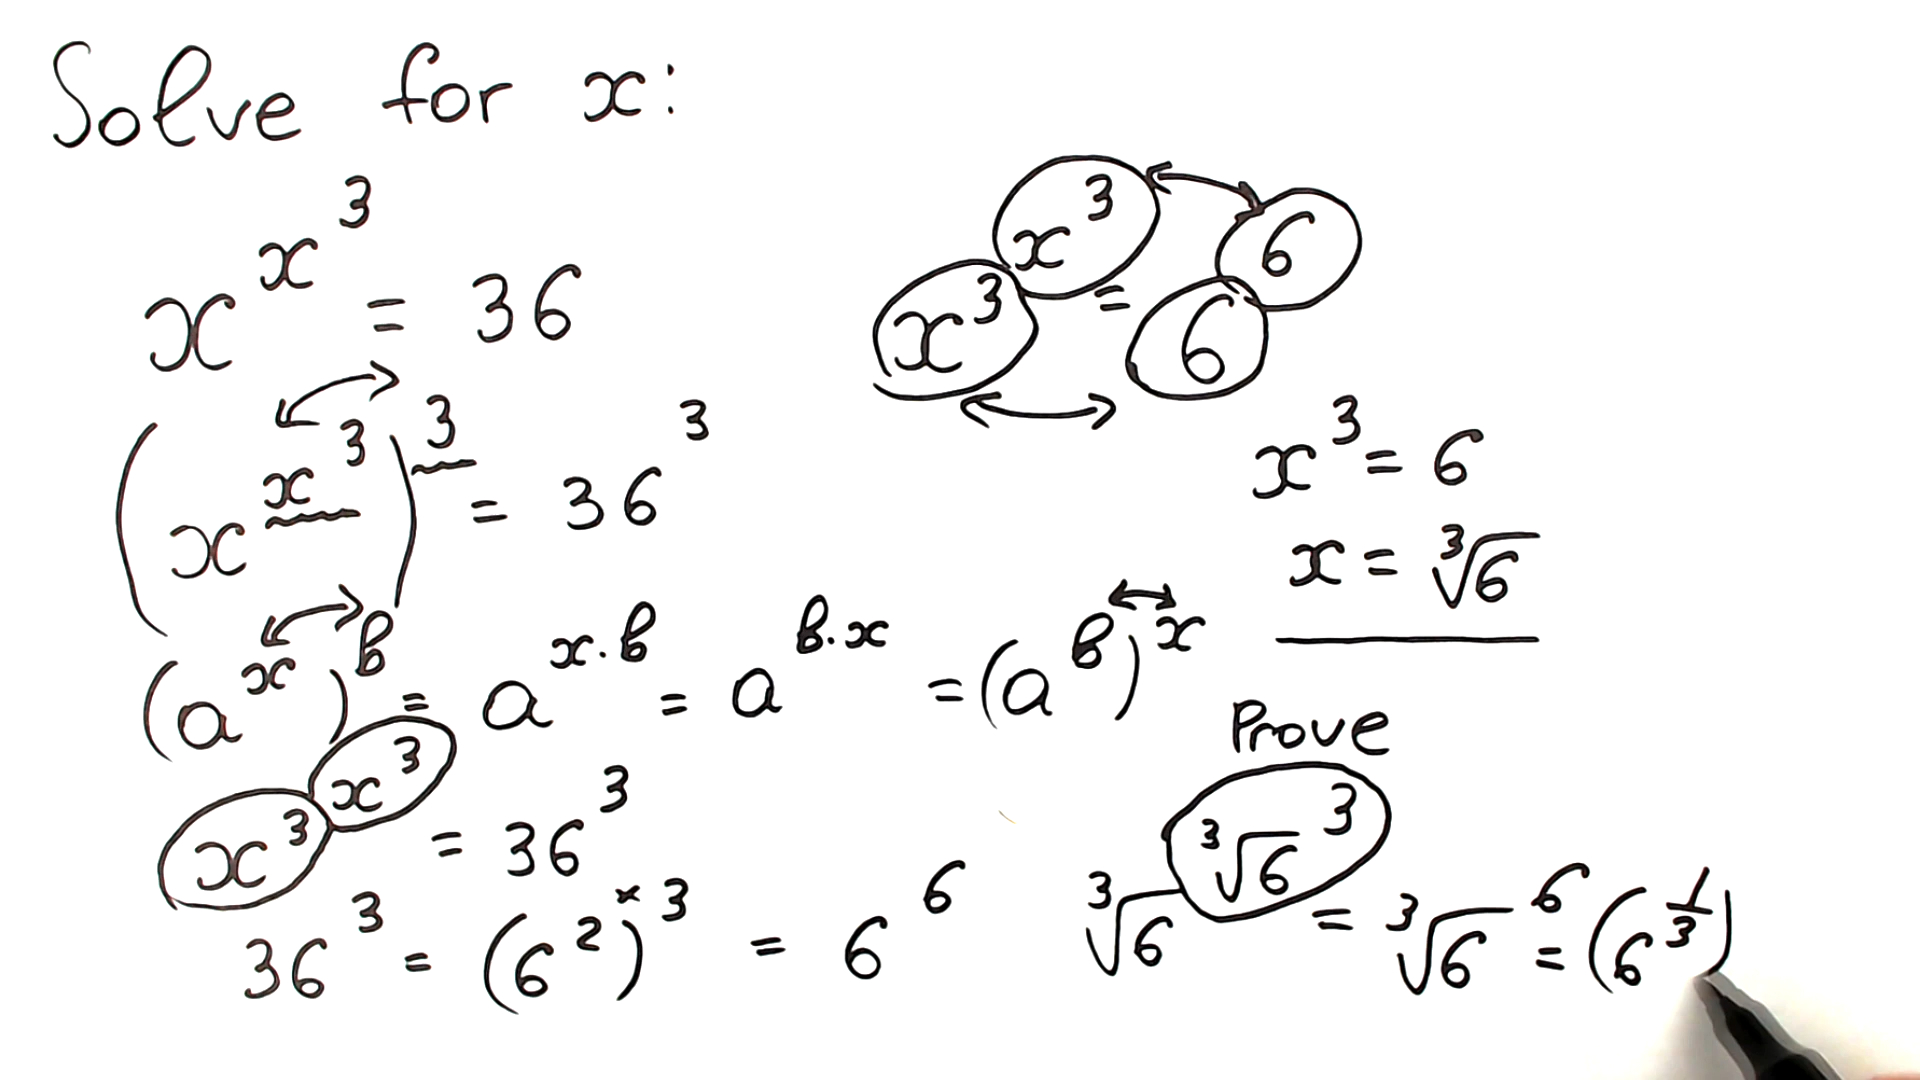 Solve for x:
x^{x^3} = 36
(x^{x^3})^3 = 36^3
(a^x)^в = a^{x·в} = a^{в·x} = (a^в)^x
(x^3)^{x^3} = 36^3
36^3 = (6^2)^{×3} = 6^6
x^3^{x^3} = 6^6
x^3 = 6
x = ∛6
Prove
∛6^{∛6^3} = ∛6^6 = (6^{1/3})